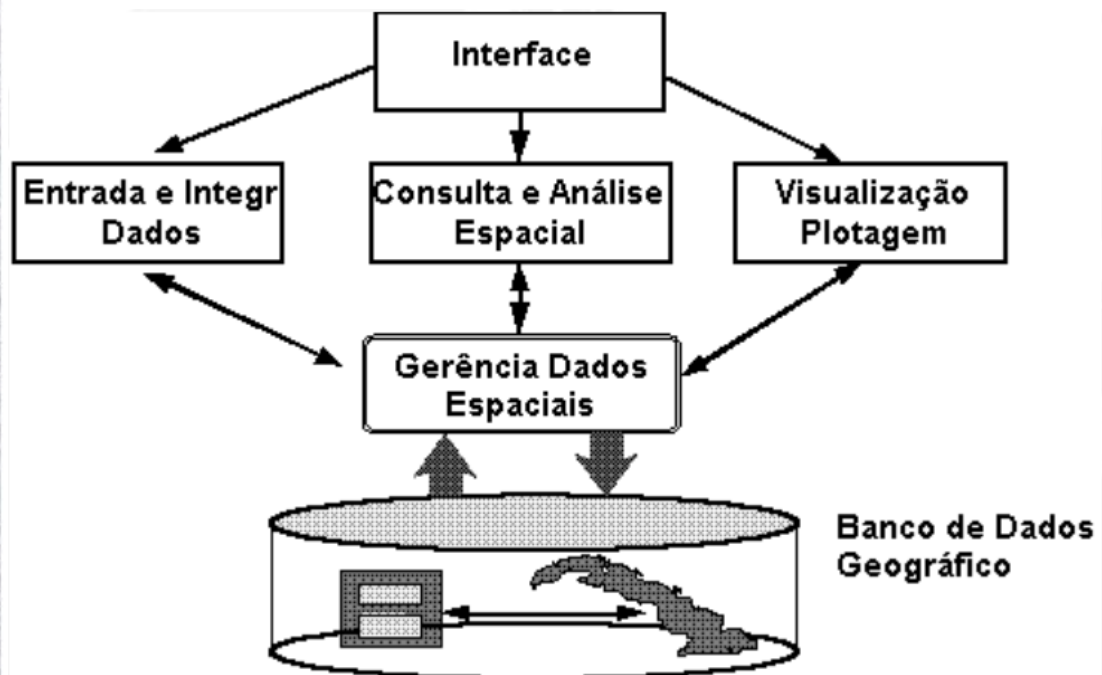 Interface
Entrada e Integr
Dados
Consulta e Análise
Espacial
Visualização
Plotagem
Gerência Dados
Espaciais
Banco de Dados
Geográfico